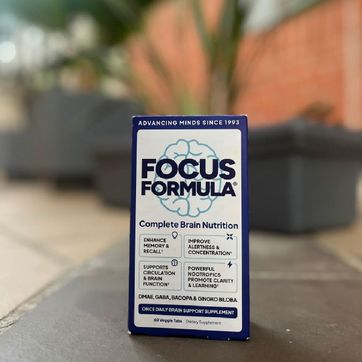 ADVANCING MINDS SINCE 1993
FOCUS
FORMULA®
Complete Brain Nutrition
ENHANCE
MEMORY &
RECALL†
IMPROVE
ALERTNESS &
CONCENTRATION†
SUPPORTS
CIRCULATION
& BRAIN
FUNCTION†
POWERFUL
NOOTROPICS
PROMOTE CLARITY
& LEARNING†
DMAE, GABA, BACOPA & GINGKO BILOBA
ONCE DAILY BRAIN SUPPORT SUPPLEMENT
60 Veggie Tabs Dietary Supplement